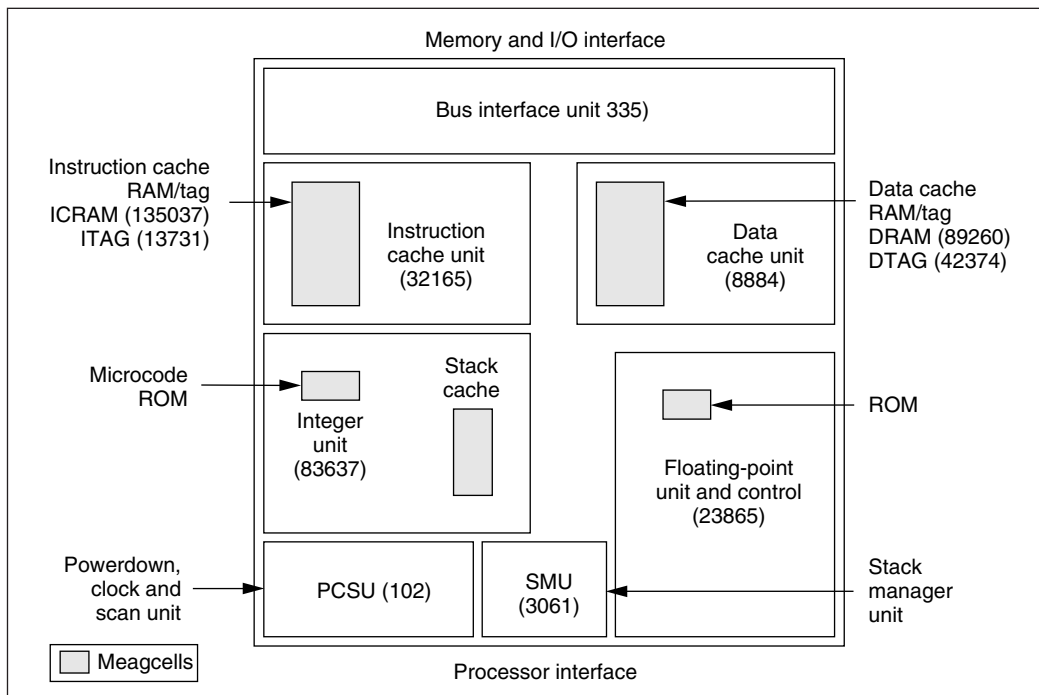 Memory and I/O interface
Bus interface unit 335)
Instruction cache
RAM/tag
ICRAM (135037)
ITAG (13731)
Instruction
cache unit
(32165)
Data
cache unit
(8884)
Data cache
RAM/tag
DRAM (89260)
DTAG (42374)
Microcode
ROM
Integer
unit
(83637)
Stack
cache
ROM
Floating-point
unit and control
(23865)
Powerdown,
clock and
scan unit
PCSU (102)
SMU
(3061)
Stack
manager
unit
Meagcells
Processor interface